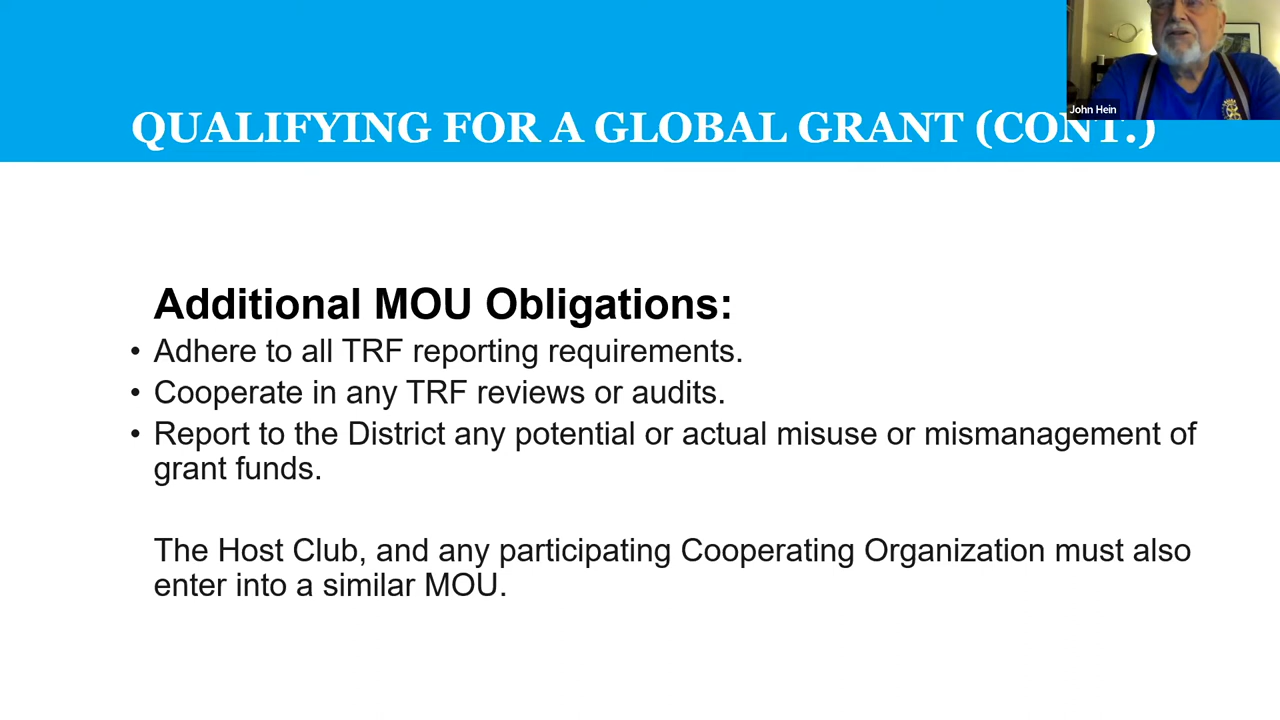 QUALIFYING FOR A GLOBAL GRANT (CONT.)
John Hein
Additional MOU Obligations:
• Adhere to all TRF reporting requirements.
• Cooperate in any TRF reviews or audits.
• Report to the District any potential or actual misuse or mismanagement of
grant funds.
The Host Club, and any participating Cooperating Organization must also
enter into a similar MOU.